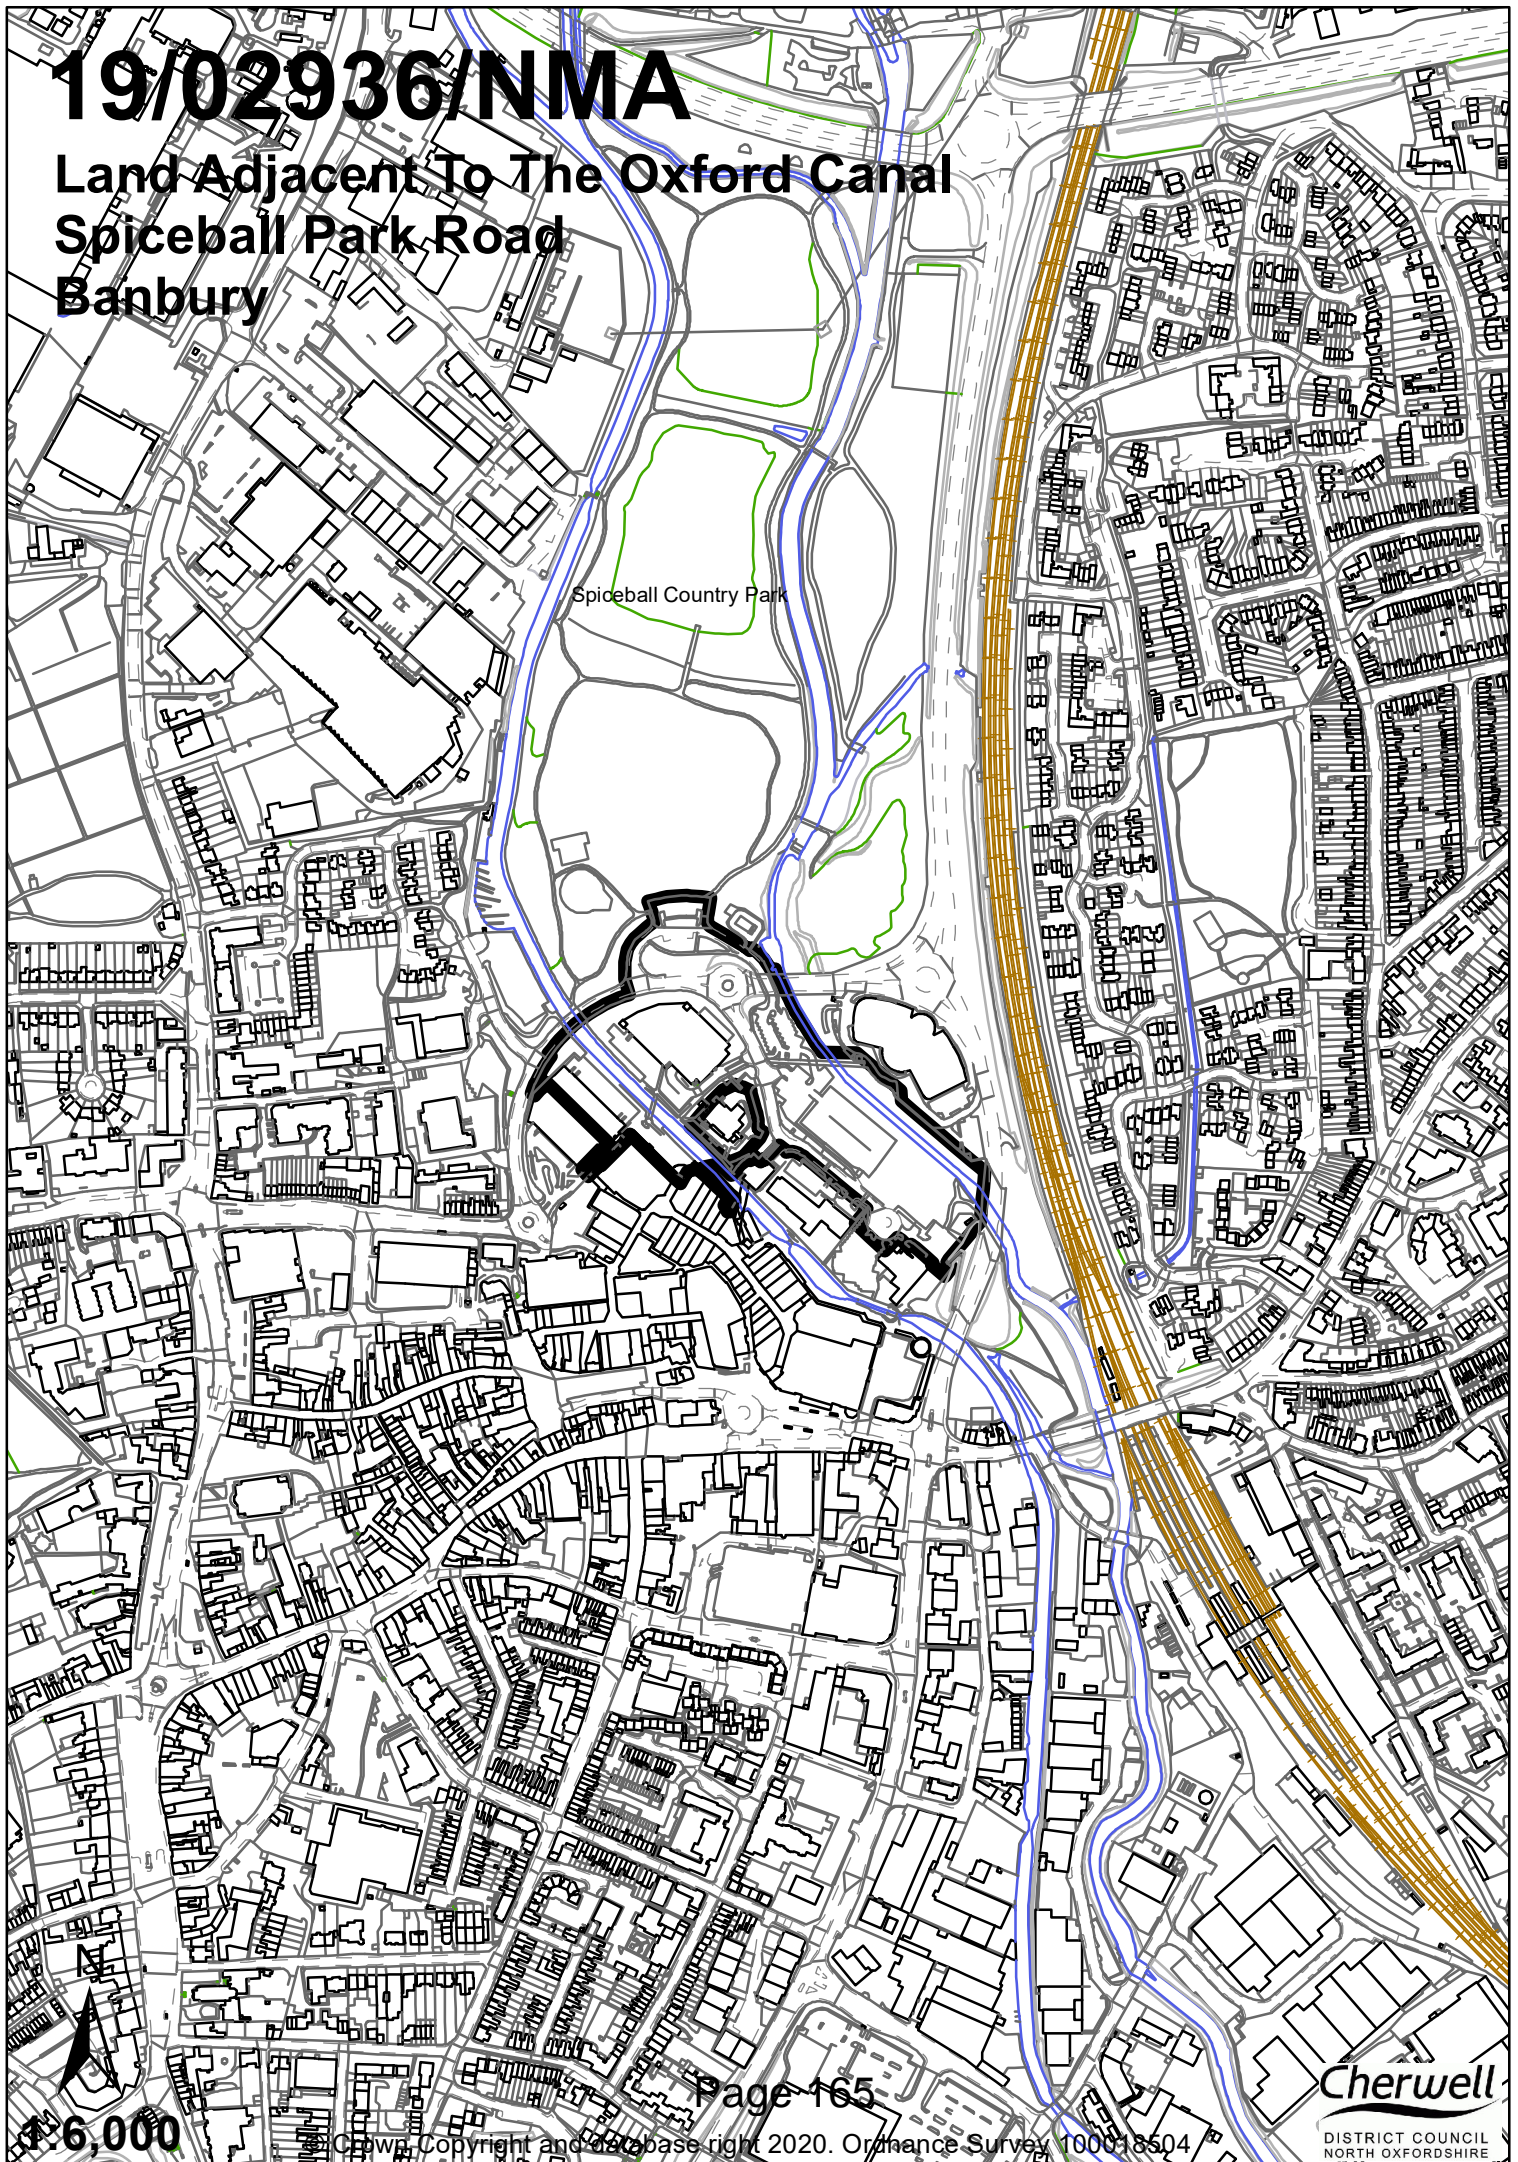 19/02936/NMA
Land Adjacent To The Oxford Canal
Spiceball Park Road
Banbury
Spiceball Country Park
N
1:6,000
Page 165
© Crown Copyright and database right 2020. Ordnance Survey 100018504
Cherwell
DISTRICT COUNCIL
NORTH OXFORDSHIRE